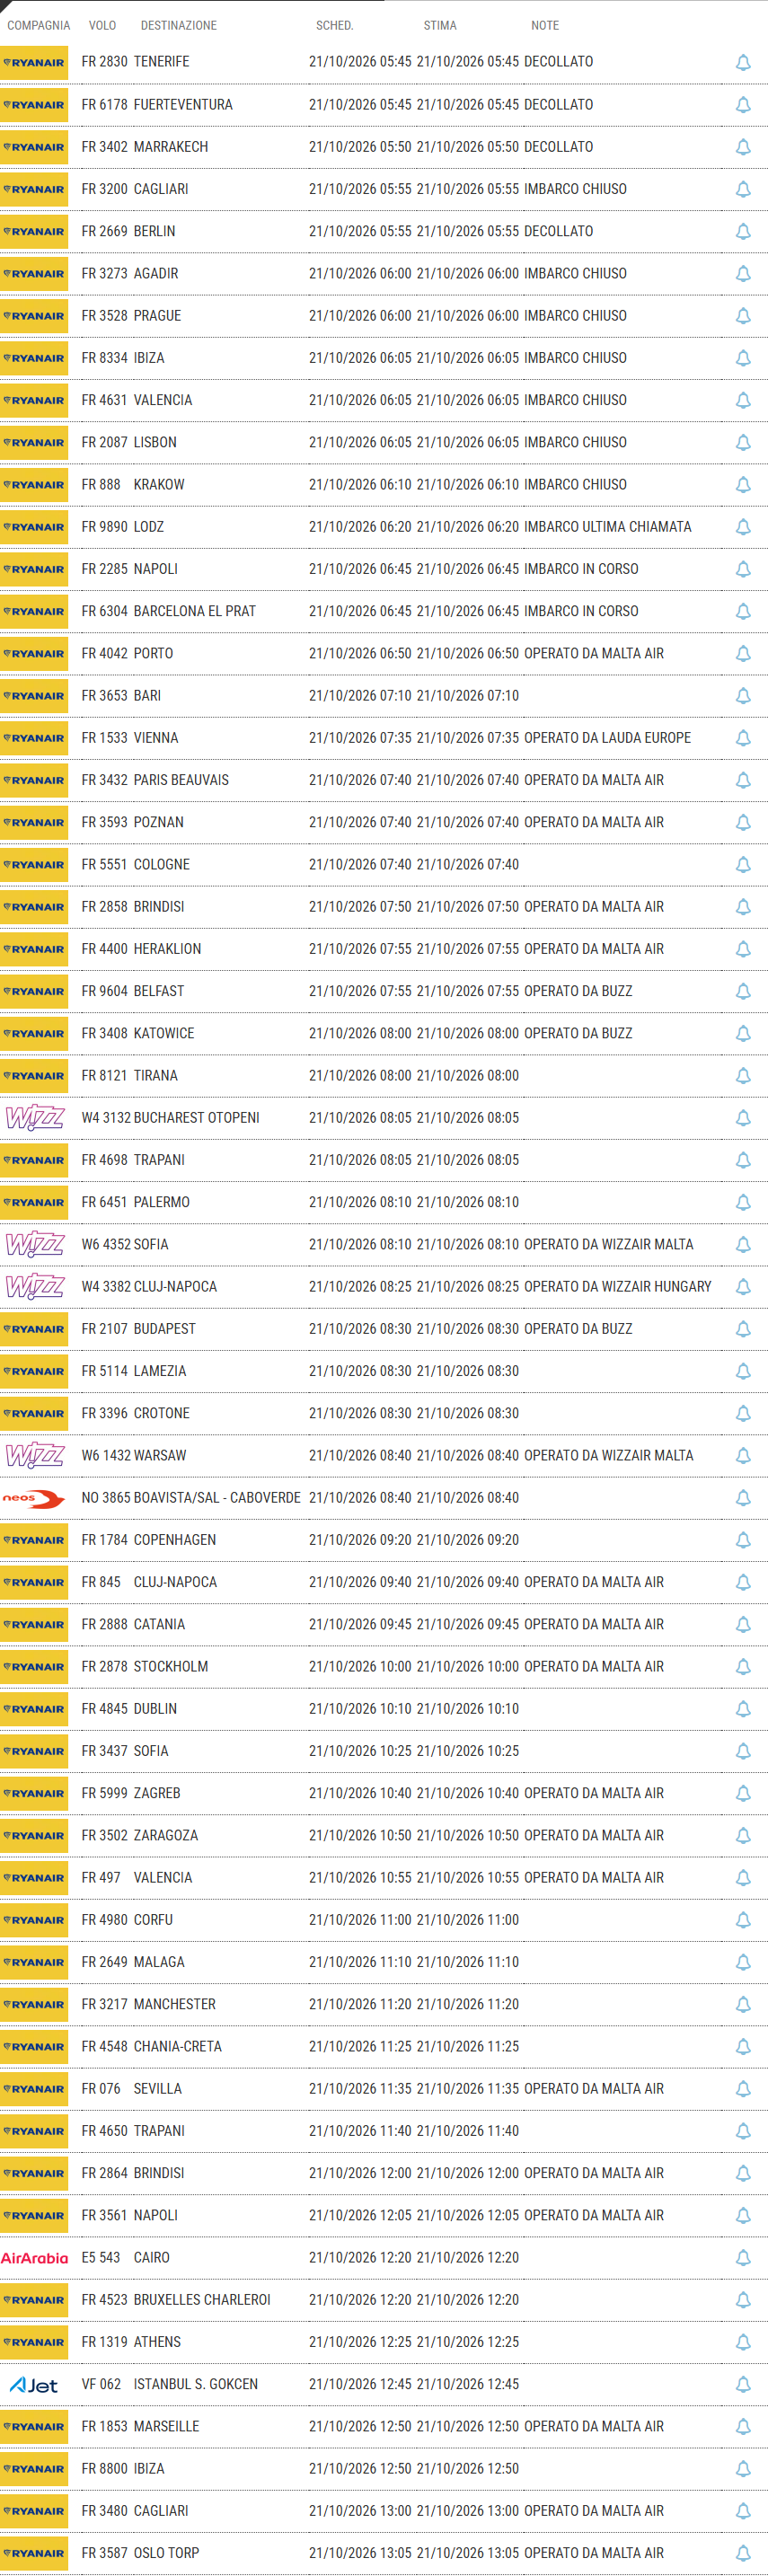 COMPAGNIA VOLO DESTINAZIONE SCHED. STIMA NOTE
RYANAIR FR 2830 TENERIFE 21/10/2026 05:45 21/10/2026 05:45 DECOLLATO
RYANAIR FR 6178 FUERTEVENTURA 21/10/2026 05:45 21/10/2026 05:45 DECOLLATO
RYANAIR FR 3402 MARRAKECH 21/10/2026 05:50 21/10/2026 05:50 DECOLLATO
RYANAIR FR 3200 CAGLIARI 21/10/2026 05:55 21/10/2026 05:55 IMBARCO CHIUSO
RYANAIR FR 2669 BERLIN 21/10/2026 05:55 21/10/2026 05:55 DECOLLATO
RYANAIR FR 3273 AGADIR 21/10/2026 06:00 21/10/2026 06:00 IMBARCO CHIUSO
RYANAIR FR 3528 PRAGUE 21/10/2026 06:00 21/10/2026 06:00 IMBARCO CHIUSO
RYANAIR FR 8334 IBIZA 21/10/2026 06:05 21/10/2026 06:05 IMBARCO CHIUSO
RYANAIR FR 4631 VALENCIA 21/10/2026 06:05 21/10/2026 06:05 IMBARCO CHIUSO
RYANAIR FR 2087 LISBON 21/10/2026 06:05 21/10/2026 06:05 IMBARCO CHIUSO
RYANAIR FR 888 KRAKOW 21/10/2026 06:10 21/10/2026 06:10 IMBARCO CHIUSO
RYANAIR FR 9890 LODZ 21/10/2026 06:20 21/10/2026 06:20 IMBARCO ULTIMA CHIAMATA
RYANAIR FR 2285 NAPOLI 21/10/2026 06:45 21/10/2026 06:45 IMBARCO IN CORSO
RYANAIR FR 6304 BARCELONA EL PRAT 21/10/2026 06:45 21/10/2026 06:45 IMBARCO IN CORSO
RYANAIR FR 4042 PORTO 21/10/2026 06:50 21/10/2026 06:50 OPERATO DA MALTA AIR
RYANAIR FR 3653 BARI 21/10/2026 07:10 21/10/2026 07:10
RYANAIR FR 1533 VIENNA 21/10/2026 07:35 21/10/2026 07:35 OPERATO DA LAUDA EUROPE
RYANAIR FR 3432 PARIS BEAUVAIS 21/10/2026 07:40 21/10/2026 07:40 OPERATO DA MALTA AIR
RYANAIR FR 3593 POZNAN 21/10/2026 07:40 21/10/2026 07:40 OPERATO DA MALTA AIR
RYANAIR FR 5551 COLOGNE 21/10/2026 07:40 21/10/2026 07:40
RYANAIR FR 2858 BRINDISI 21/10/2026 07:50 21/10/2026 07:50 OPERATO DA MALTA AIR
RYANAIR FR 4400 HERAKLION 21/10/2026 07:55 21/10/2026 07:55 OPERATO DA MALTA AIR
RYANAIR FR 9604 BELFAST 21/10/2026 07:55 21/10/2026 07:55 OPERATO DA BUZZ
RYANAIR FR 3408 KATOWICE 21/10/2026 08:00 21/10/2026 08:00 OPERATO DA BUZZ
RYANAIR FR 8121 TIRANA 21/10/2026 08:00 21/10/2026 08:00
WIZZ W4 3132 BUCHAREST OTOPENI 21/10/2026 08:05 21/10/2026 08:05
RYANAIR FR 4698 TRAPANI 21/10/2026 08:05 21/10/2026 08:05
RYANAIR FR 6451 PALERMO 21/10/2026 08:10 21/10/2026 08:10
WIZZ W6 4352 SOFIA 21/10/2026 08:10 21/10/2026 08:10 OPERATO DA WIZZAIR MALTA
WIZZ W4 3382 CLUJ-NAPOCA 21/10/2026 08:25 21/10/2026 08:25 OPERATO DA WIZZAIR HUNGARY
RYANAIR FR 2107 BUDAPEST 21/10/2026 08:30 21/10/2026 08:30 OPERATO DA BUZZ
RYANAIR FR 5114 LAMEZIA 21/10/2026 08:30 21/10/2026 08:30
RYANAIR FR 3396 CROTONE 21/10/2026 08:30 21/10/2026 08:30
WIZZ W6 1432 WARSAW 21/10/2026 08:40 21/10/2026 08:40 OPERATO DA WIZZAIR MALTA
neos NO 3865 BOAVISTA/SAL - CABOVERDE 21/10/2026 08:40 21/10/2026 08:40
RYANAIR FR 1784 COPENHAGEN 21/10/2026 09:20 21/10/2026 09:20
RYANAIR FR 845 CLUJ-NAPOCA 21/10/2026 09:40 21/10/2026 09:40 OPERATO DA MALTA AIR
RYANAIR FR 2888 CATANIA 21/10/2026 09:45 21/10/2026 09:45 OPERATO DA MALTA AIR
RYANAIR FR 2878 STOCKHOLM 21/10/2026 10:00 21/10/2026 10:00 OPERATO DA MALTA AIR
RYANAIR FR 4845 DUBLIN 21/10/2026 10:10 21/10/2026 10:10
RYANAIR FR 3437 SOFIA 21/10/2026 10:25 21/10/2026 10:25
RYANAIR FR 5999 ZAGREB 21/10/2026 10:40 21/10/2026 10:40 OPERATO DA MALTA AIR
RYANAIR FR 3502 ZARAGOZA 21/10/2026 10:50 21/10/2026 10:50 OPERATO DA MALTA AIR
RYANAIR FR 497 VALENCIA 21/10/2026 10:55 21/10/2026 10:55 OPERATO DA MALTA AIR
RYANAIR FR 4980 CORFU 21/10/2026 11:00 21/10/2026 11:00
RYANAIR FR 2649 MALAGA 21/10/2026 11:10 21/10/2026 11:10
RYANAIR FR 3217 MANCHESTER 21/10/2026 11:20 21/10/2026 11:20
RYANAIR FR 4548 CHANIA-CRETA 21/10/2026 11:25 21/10/2026 11:25
RYANAIR FR 076 SEVILLA 21/10/2026 11:35 21/10/2026 11:35 OPERATO DA MALTA AIR
RYANAIR FR 4650 TRAPANI 21/10/2026 11:40 21/10/2026 11:40
RYANAIR FR 2864 BRINDISI 21/10/2026 12:00 21/10/2026 12:00 OPERATO DA MALTA AIR
RYANAIR FR 3561 NAPOLI 21/10/2026 12:05 21/10/2026 12:05 OPERATO DA MALTA AIR
AirArabia E5 543 CAIRO 21/10/2026 12:20 21/10/2026 12:20
RYANAIR FR 4523 BRUXELLES CHARLEROI 21/10/2026 12:20 21/10/2026 12:20
RYANAIR FR 1319 ATHENS 21/10/2026 12:25 21/10/2026 12:25
AJet VF 062 ISTANBUL S. GOKCEN 21/10/2026 12:45 21/10/2026 12:45
RYANAIR FR 1853 MARSEILLE 21/10/2026 12:50 21/10/2026 12:50 OPERATO DA MALTA AIR
RYANAIR FR 8800 IBIZA 21/10/2026 12:50 21/10/2026 12:50
RYANAIR FR 3480 CAGLIARI 21/10/2026 13:00 21/10/2026 13:00 OPERATO DA MALTA AIR
RYANAIR FR 3587 OSLO TORP 21/10/2026 13:05 21/10/2026 13:05 OPERATO DA MALTA AIR